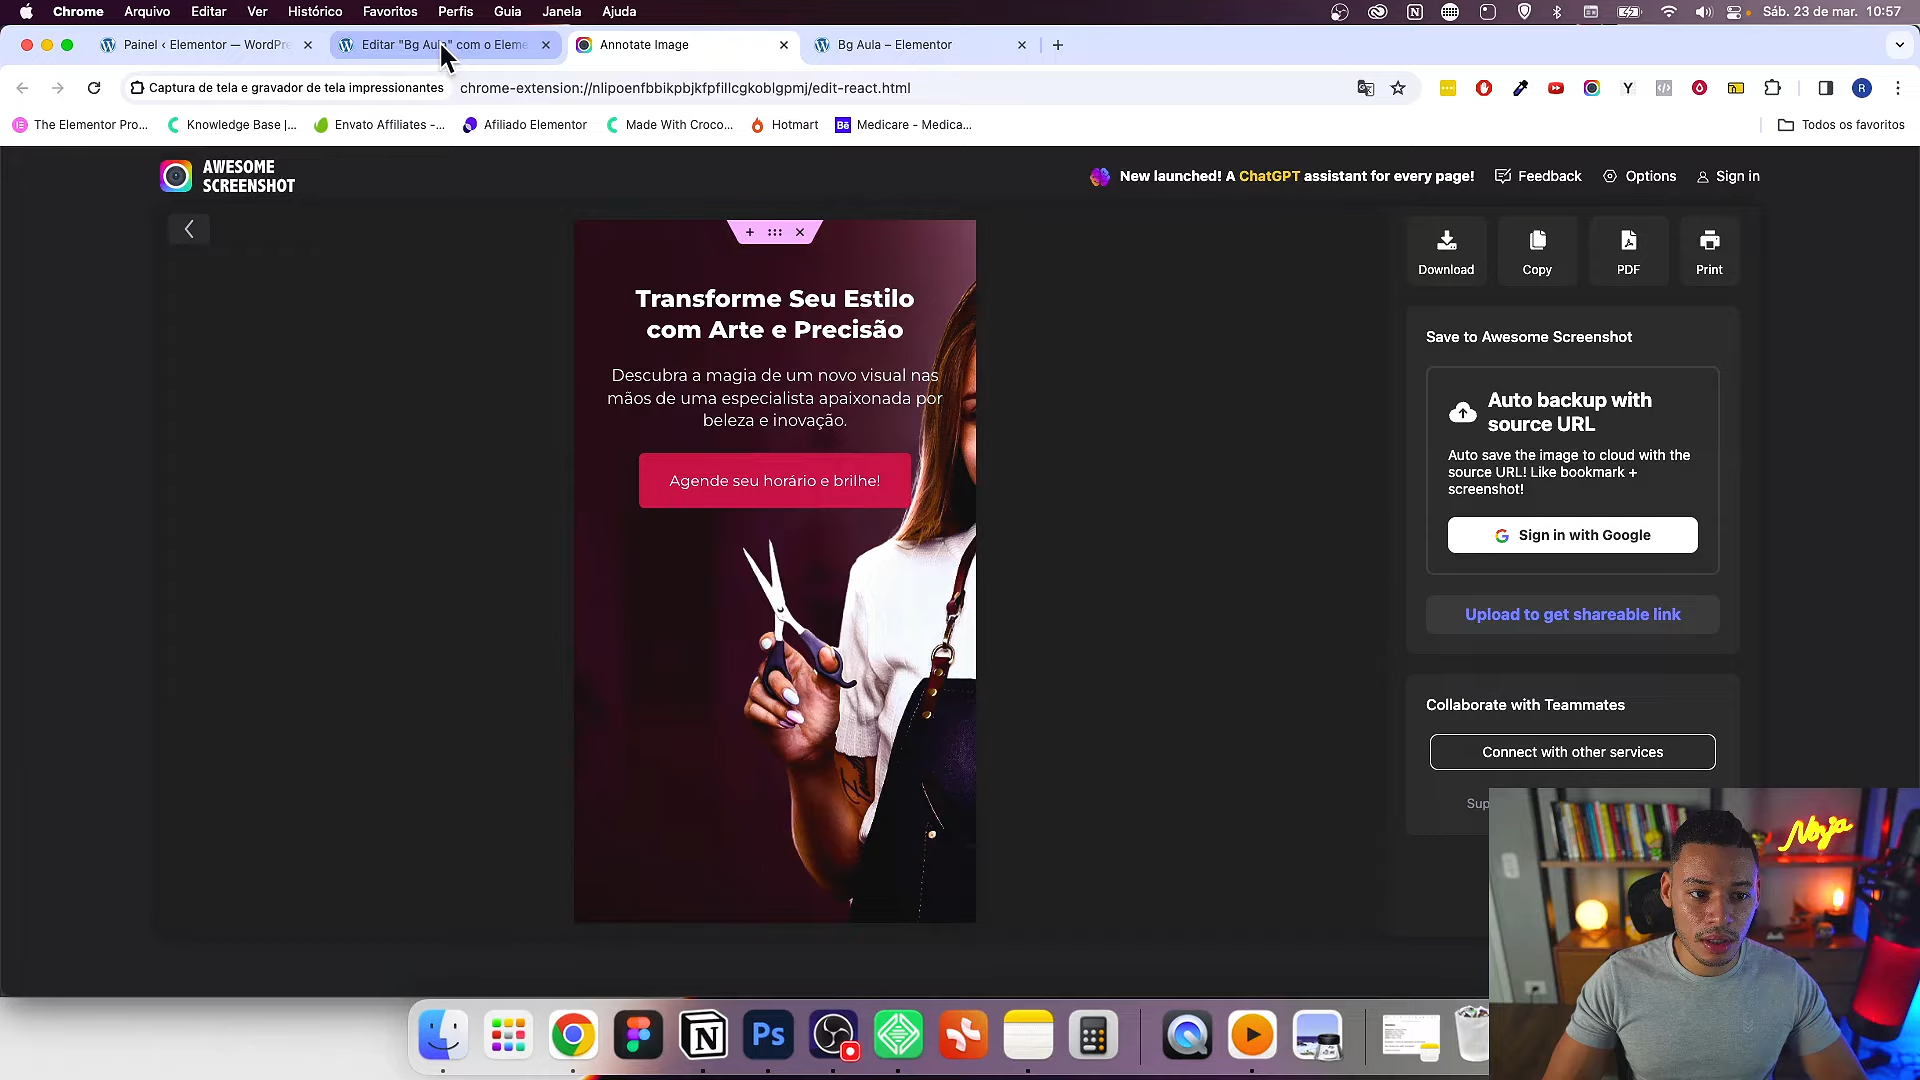 Chrome Arquivo Editar Ver Histórico Favoritos Perfis Guia Janela Ajuda Sáb. 23 de mar. 10:57
Painel ‹ Elementor — WordPre
Editar "Bg Aula" com o Eleme
Annotate Image
Bg Aula – Elementor
Captura de tela e gravador de tela impressionantes chrome-extension://nlipoenfbbikpbjkfpfillcgkoblgpmj/edit-react.html
The Elementor Pro... Knowledge Base |... Envato Affiliates -... Afiliado Elementor Made With Croco... Hotmart Medicare - Medica... Todos os favoritos
AWESOME
SCREENSHOT
New launched! A ChatGPT assistant for every page! Feedback Options Sign in
Transforme Seu Estilo
com Arte e Precisão
Descubra a magia de um novo visual nas
mãos de uma especialista apaixonada por
beleza e inovação.
Agende seu horário e brilhe!
Download Copy PDF Print
Save to Awesome Screenshot
Auto backup with
source URL
Auto save the image to cloud with the
source URL! Like bookmark +
screenshot!
Sign in with Google
Upload to get shareable link
Collaborate with Teammates
Connect with other services
Sup
Ninja
Ps